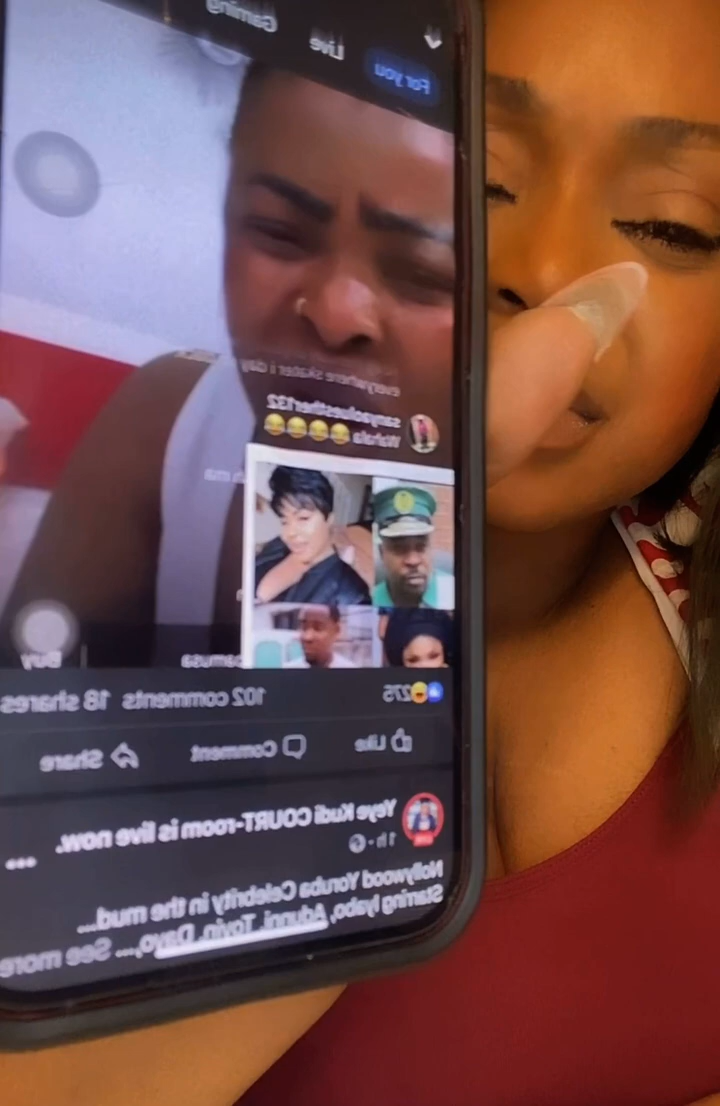 Gaming Live For you
everywhere skater i day
sanyaoluesther132
Wahala 😂😂😂😂
Buy
275 102 comments 18 shares
Like Comment Share
Yeye Kudi COURT-room is live now. ...
1h
Nollywood Yoruba Celebrity in the mud...
Starring Iyabo, Adunni, Toyin, Dayo,... See more